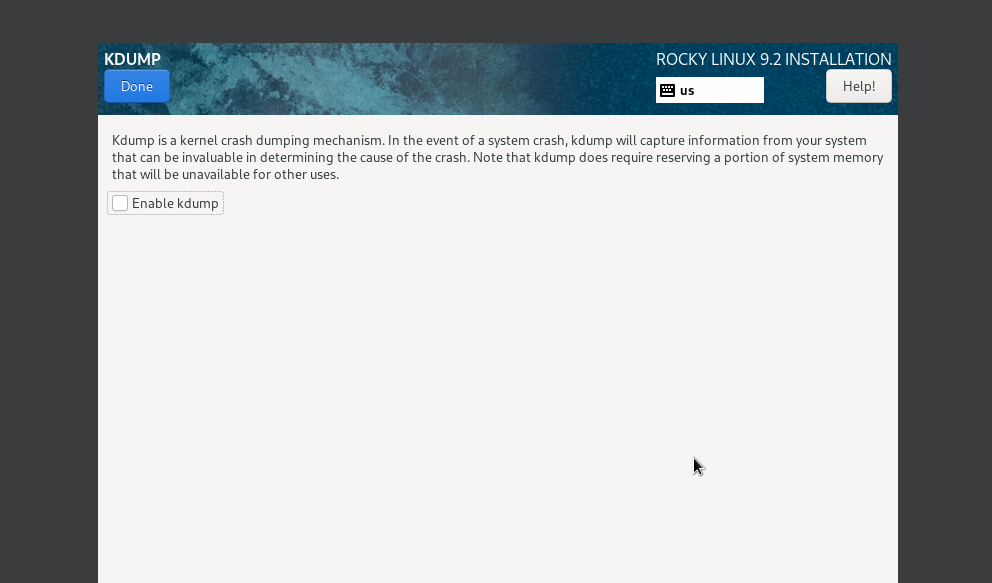 KDUMP
ROCKY LINUX 9.2 INSTALLATION
Done
us
Help!
Kdump is a kernel crash dumping mechanism. In the event of a system crash, kdump will capture information from your system
that can be invaluable in determining the cause of the crash. Note that kdump does require reserving a portion of system memory
that will be unavailable for other uses.
Enable kdump